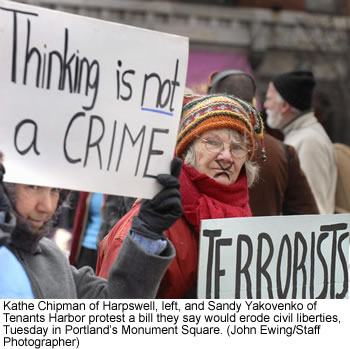 Thinking is not
a CRIME
TERRORISTS
Kathe Chipman of Harpswell, left, and Sandy Yakovenko of
Tenants Harbor protest a bill they say would erode civil liberties,
Tuesday in Portland's Monument Square. (John Ewing/Staff
Photographer)